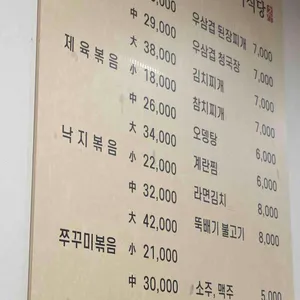 식당
中 29,000
大 38,000
제육볶음 小 18,000
中 26,000
大 34,000
낙지볶음 小 22,000
中 32,000
大 42,000
쭈꾸미볶음 小 21,000
中 30,000
우삼겹 된장찌개 7,000
우삼겹 청국장 7,000
김치찌개 7,000
참치찌개 7,000
오뎅탕 7,000
계란찜 6,000
라면김치 6,000
뚝배기 불고기 8,000
8,000
소주, 맥주 5,000